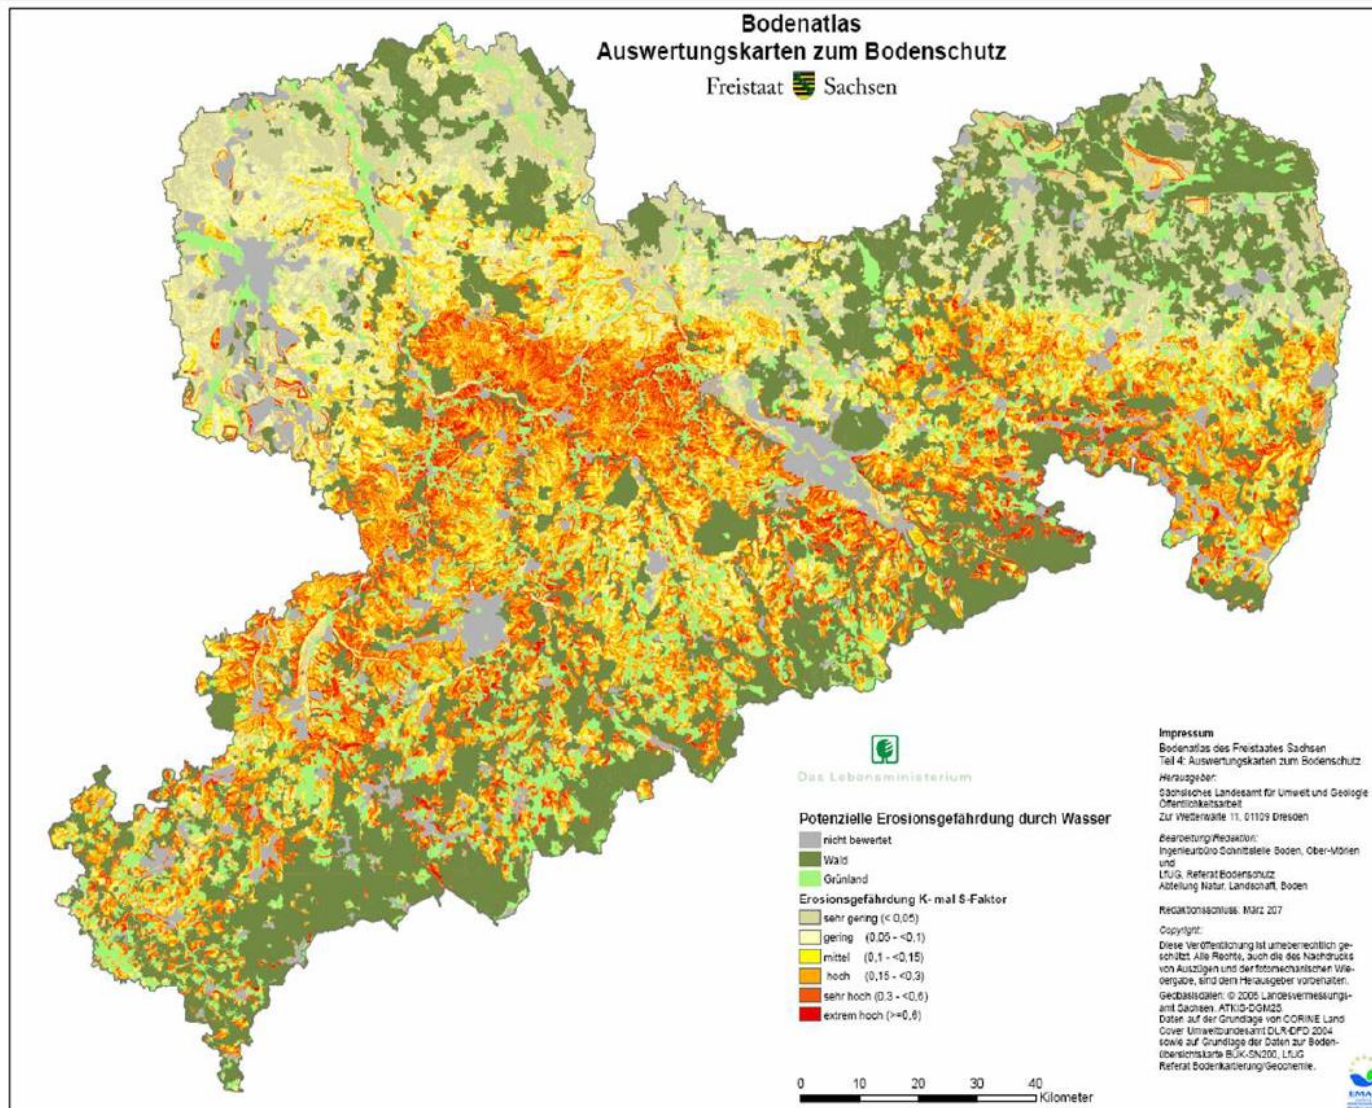 Bodenatlas
Auswertungskarten zum Bodenschutz
Freistaat Sachsen
Das Lebensministerium
Potenzielle Erosionsgefährdung durch Wasser
nicht bewertet
Wald
Grünland
Erosionsgefährdung K- mal S-Faktor
sehr gering (< 0,05)
gering (0,05 - <0,1)
mittel (0,1 - <0,15)
hoch (0,15 - <0,3)
sehr hoch (0,3 - <0,6)
extrem hoch (>=0,6)
0 10 20 30 40
Kilometer
Impressum
Bodenatlas des Freistaates Sachsen
Teil 4: Auswertungskarten zum Bodenschutz
Herausgeber:
Sächsisches Landesamt für Umwelt und Geologie
Öffentlichkeitsarbeit
Zur Wetterwarte 11, 01109 Dresden
Bearbeitung/Redaktion:
Ingenieurbüro Schnittstelle Boden, Ober-Mörlen
und
LfUG, Referat Bodenschutz
Abteilung Natur, Landschaft, Boden
Redaktionsschluss: März 207
Copyright:
Diese Veröffentlichung ist urheberrechtlich ge-
schützt. Alle Rechte, auch die des Nachdrucks
von Auszügen und der fotomechanischen Wie-
dergabe, sind dem Herausgeber vorbehalten.
Geobasisdaten: © 2006 Landesvermessungs-
amt Sachsen, ATKIS-DGM25
Daten auf der Grundlage von CORINE Land
Cover Umweltbundesamt DLR-DFD 2004
sowie auf Grundlage der Daten zur Boden-
übersichtskarte BÜK-SN200, LfUG
Referat Bodenkartierung/Geochemie.
EMA